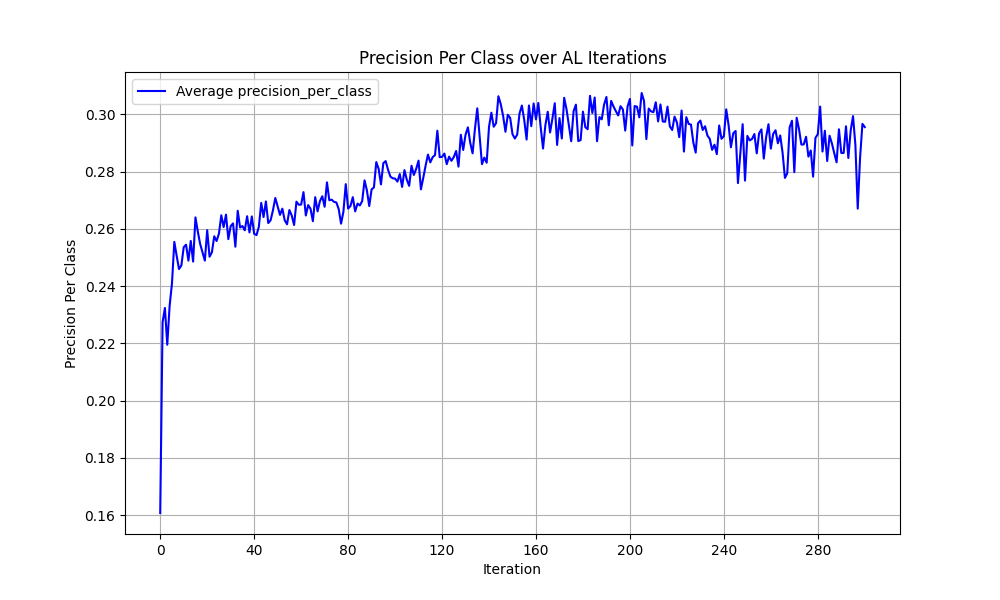 Precision Per Class over AL Iterations
Average precision_per_class
Precision Per Class
0.30
0.28
0.26
0.24
0.22
0.20
0.18
0.16
0 40 80 120 160 200 240 280
Iteration